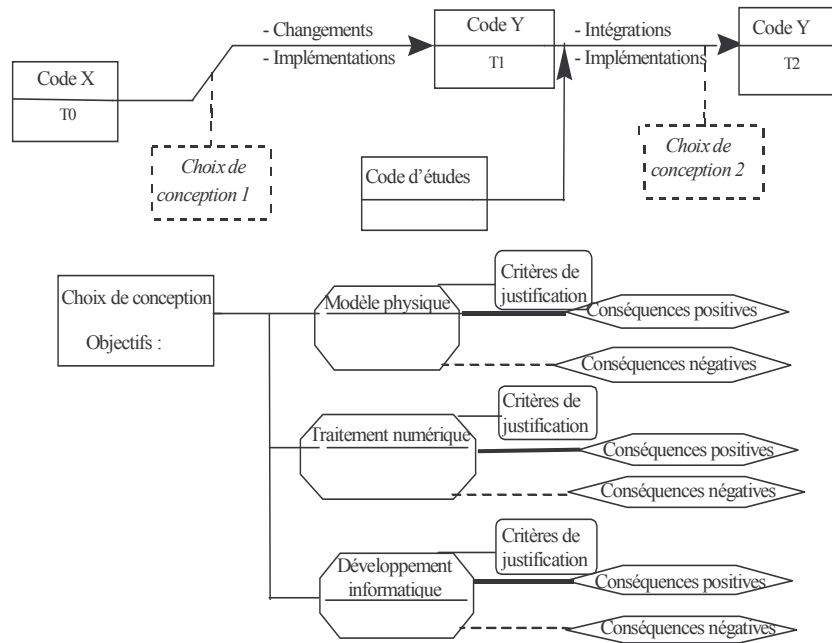 - Changements
- Implémentations
Code Y
T1
- Intégrations
- Implémentations
Code Y
T2
Code X
T0
Choix de
conception 1
Choix de
conception 2
Code d'études
Choix de conception
Objectifs :
Modèle physique
Critères de
justification
Conséquences positives
Conséquences négatives
Traitement numérique
Critères de
justification
Conséquences positives
Conséquences négatives
Développement
informatique
Critères de
justification
Conséquences positives
Conséquences négatives